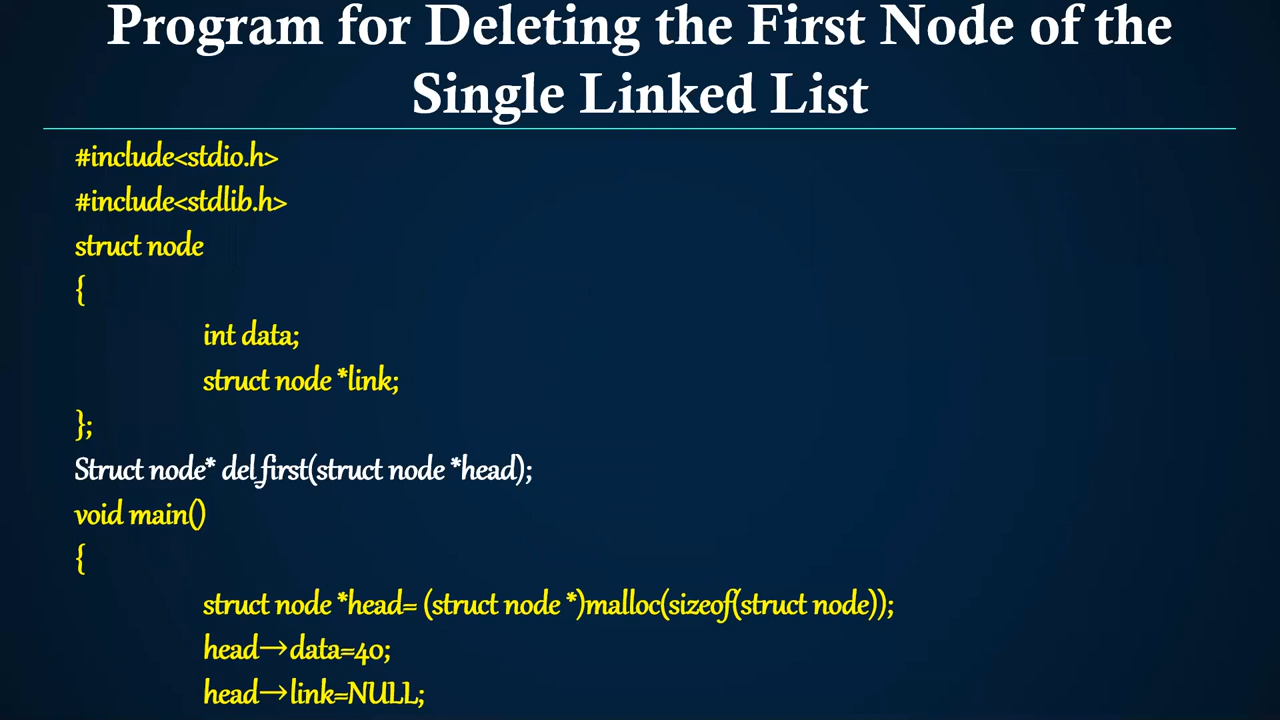 Program for Deleting the First Node of the
Single Linked List
#include<stdio.h>
#include<stdlib.h>
struct node
{
int data;
struct node *link;
};
Struct node* del_first(struct node *head);
void main()
{
struct node *head= (struct node *)malloc(sizeof(struct node));
head→data=40;
head→link=NULL;